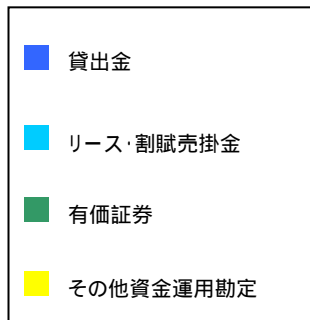 貸出金
リース･割賦売掛金
有価証券
その他資金運用勘定